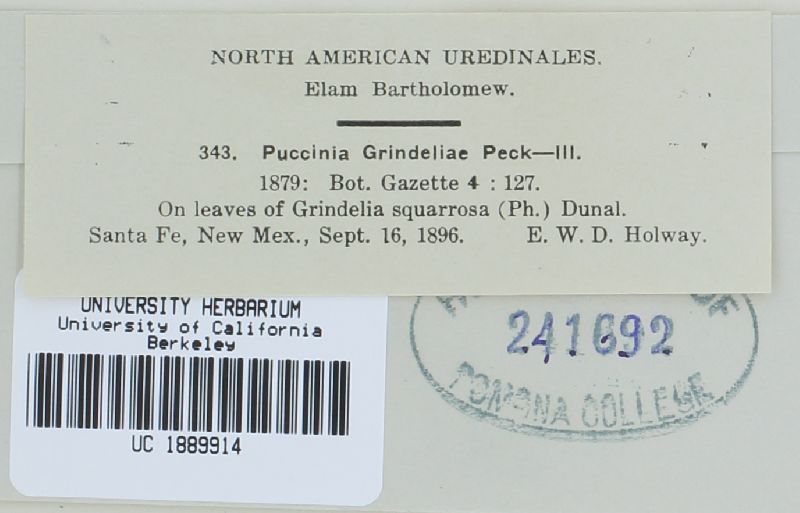 NORTH AMERICAN UREDINALES.
Elam Bartholomew.
343. Puccinia Grindeliae Peck—III.
1879: Bot. Gazette 4 : 127.
On leaves of Grindelia squarrosa (Ph.) Dunal.
Santa Fe, New Mex., Sept. 16, 1896. E. W. D. Holway.
UNIVERSITY HERBARIUM
University of California
Berkeley
UC 1889914
241692
POMONA COLLEGE